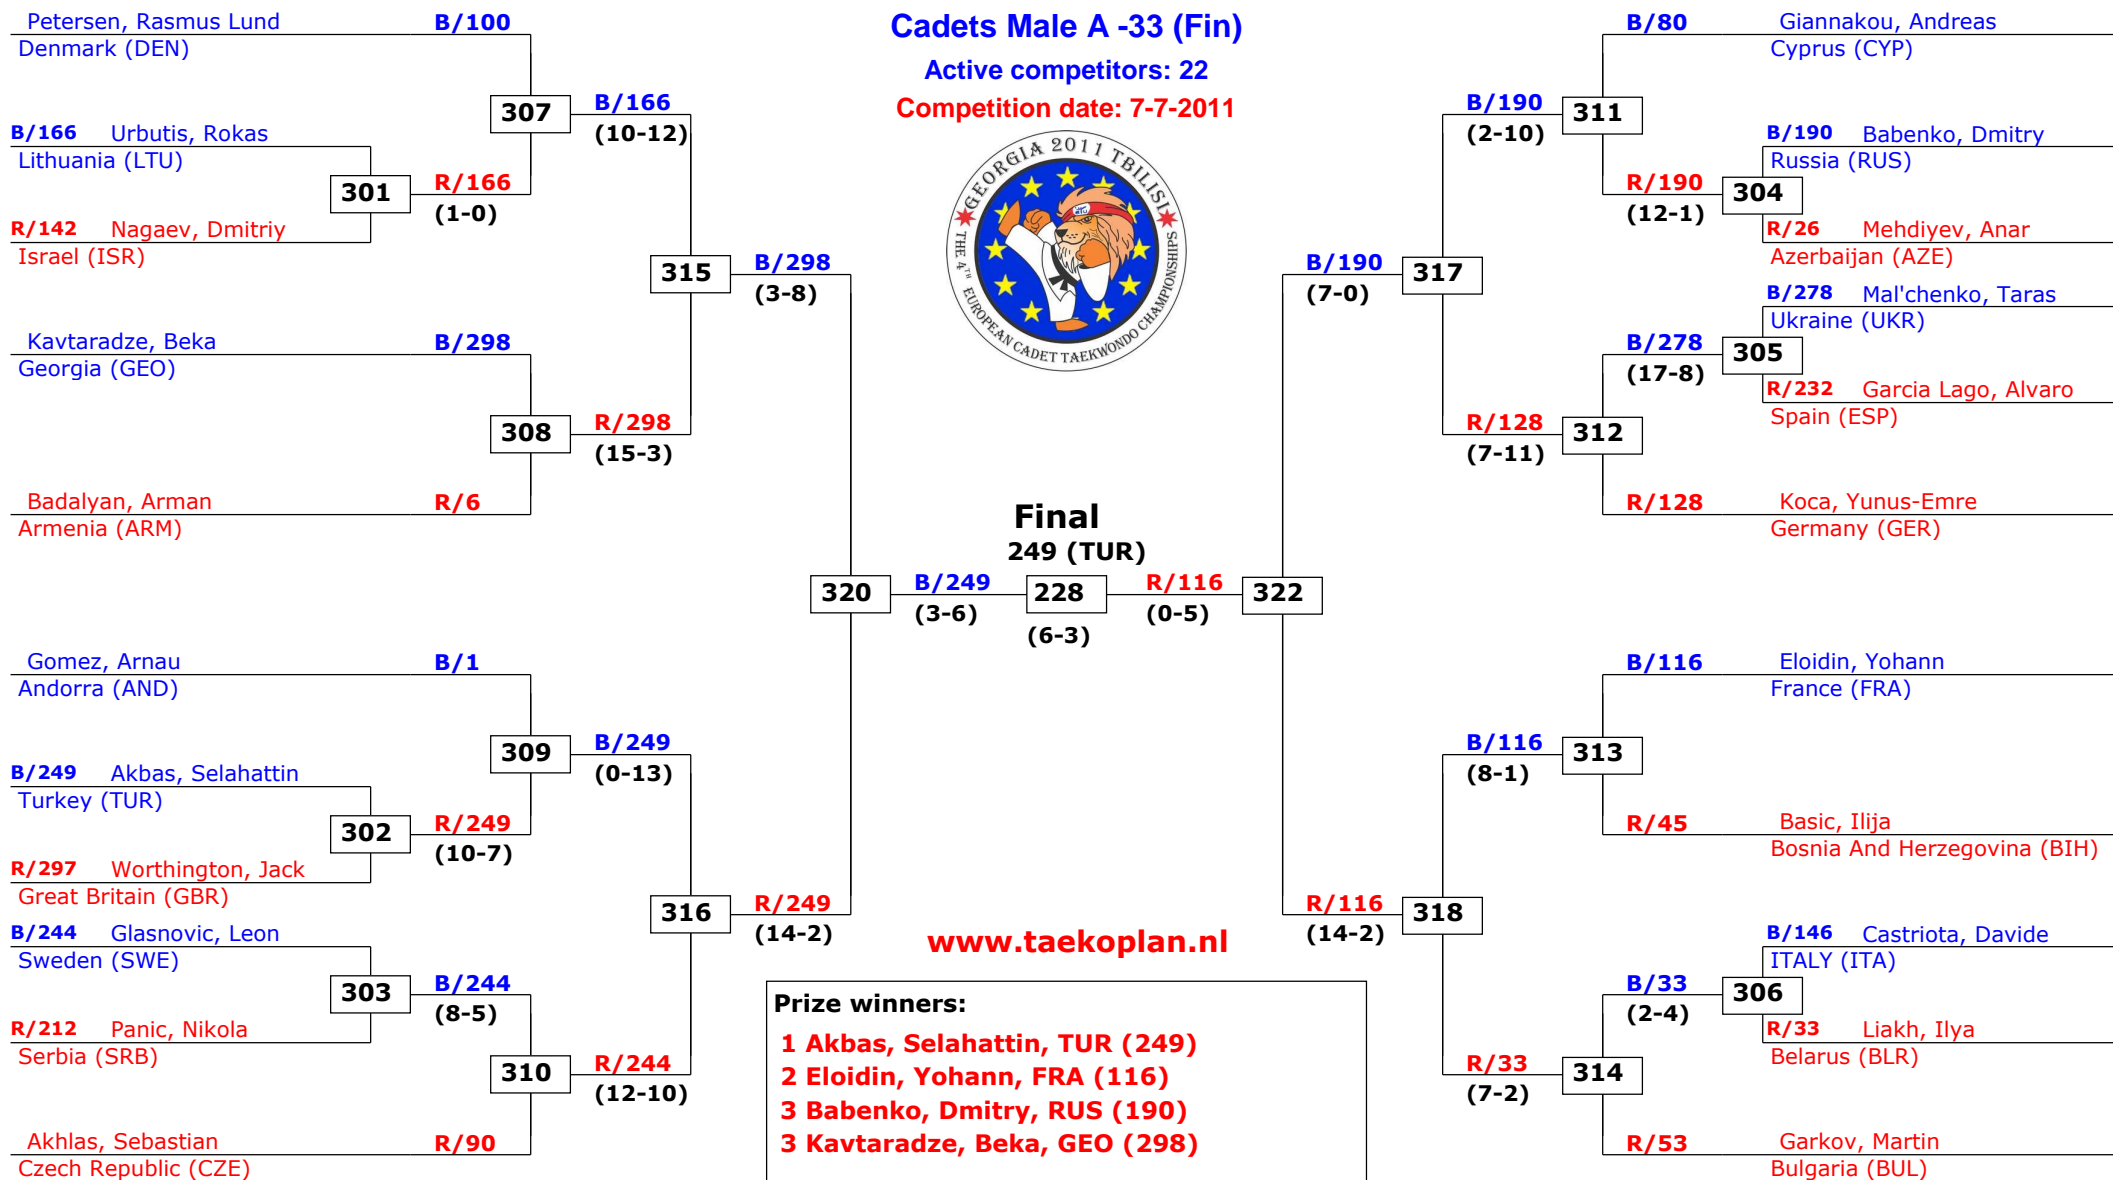 Cadets Male A -33 (Fin)
Active competitors: 22
Competition date: 7-7-2011
GEORGIA 2011 TBILISI
THE 4TH EUROPEAN CADET TAEKWONDO CHAMPIONSHIPS
Petersen, Rasmus Lund B/100
Denmark (DEN)
307
B/166
(10-12)
B/166 Urbutis, Rokas
Lithuania (LTU)
301
R/166
(1-0)
R/142 Nagaev, Dmitriy
Israel (ISR)
315
B/298
(3-8)
Kavtaradze, Beka B/298
Georgia (GEO)
308
R/298
(15-3)
Badalyan, Arman R/6
Armenia (ARM)
320
B/249
(3-6)
Gomez, Arnau B/1
Andorra (AND)
309
B/249
(0-13)
B/249 Akbas, Selahattin
Turkey (TUR)
302
R/249
(10-7)
R/297 Worthington, Jack
Great Britain (GBR)
316
R/249
(14-2)
B/244 Glasnovic, Leon
Sweden (SWE)
303
B/244
(8-5)
R/212 Panic, Nikola
Serbia (SRB)
310
R/244
(12-10)
Akhlas, Sebastian R/90
Czech Republic (CZE)
Final
249 (TUR)
228
(6-3)
R/116
(0-5)
322
B/80 Giannakou, Andreas
Cyprus (CYP)
B/190
(2-10)
311
B/190 Babenko, Dmitry
Russia (RUS)
R/190
(12-1)
304
R/26 Mehdiyev, Anar
Azerbaijan (AZE)
B/190
(7-0)
317
B/278 Mal'chenko, Taras
Ukraine (UKR)
B/278
(17-8)
305
R/232 Garcia Lago, Alvaro
Spain (ESP)
R/128
(7-11)
312
R/128 Koca, Yunus-Emre
Germany (GER)
B/116 Eloidin, Yohann
France (FRA)
B/116
(8-1)
313
R/45 Basic, Ilija
Bosnia And Herzegovina (BIH)
R/116
(14-2)
318
B/146 Castriota, Davide
ITALY (ITA)
B/33
(2-4)
306
R/33 Liakh, Ilya
Belarus (BLR)
R/33
(7-2)
314
R/53 Garkov, Martin
Bulgaria (BUL)
www.taekoplan.nl
Prize winners:
1 Akbas, Selahattin, TUR (249)
2 Eloidin, Yohann, FRA (116)
3 Babenko, Dmitry, RUS (190)
3 Kavtaradze, Beka, GEO (298)